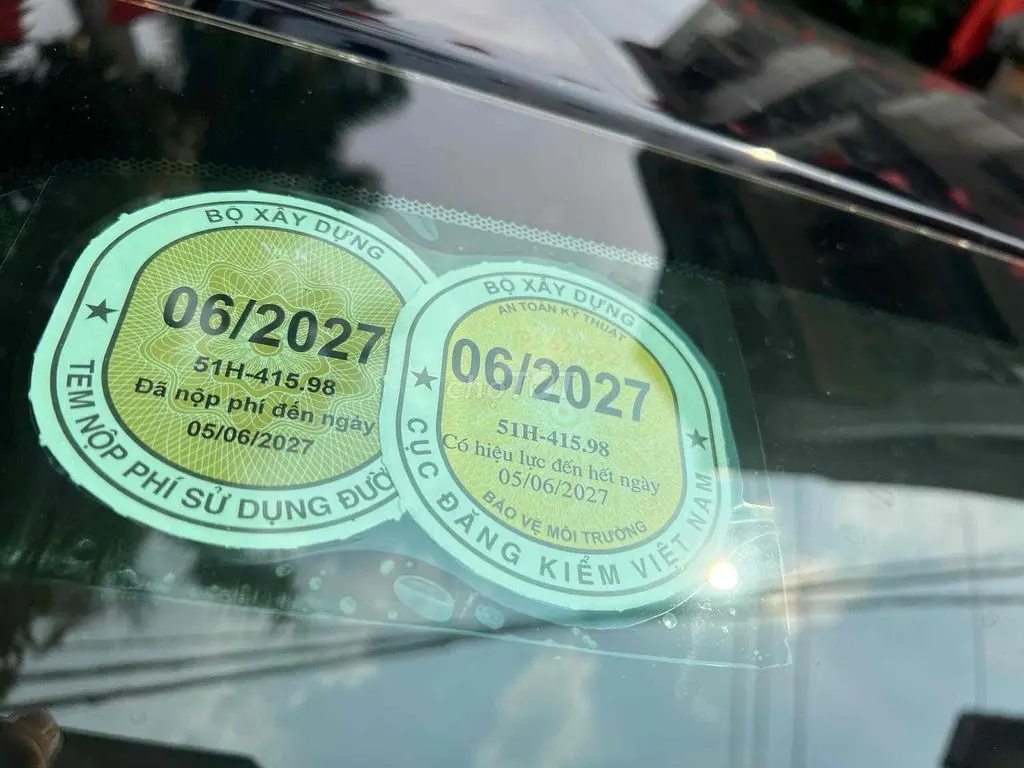 BỘ XÂY DỰNG
06/2027
51H-415.98
Đã nộp phí đến ngày
05/06/2027
TEM NỘP PHÍ SỬ DỤNG ĐƯỜ
BỘ XÂY DỰNG
AN TOÀN KỸ THUẬT
06/2027
51H-415.98
Có hiệu lực đến hết ngày
05/06/2027
BẢO VỆ MÔI TRƯỜNG
CỤC ĐĂNG KIỂM VIỆT NAM